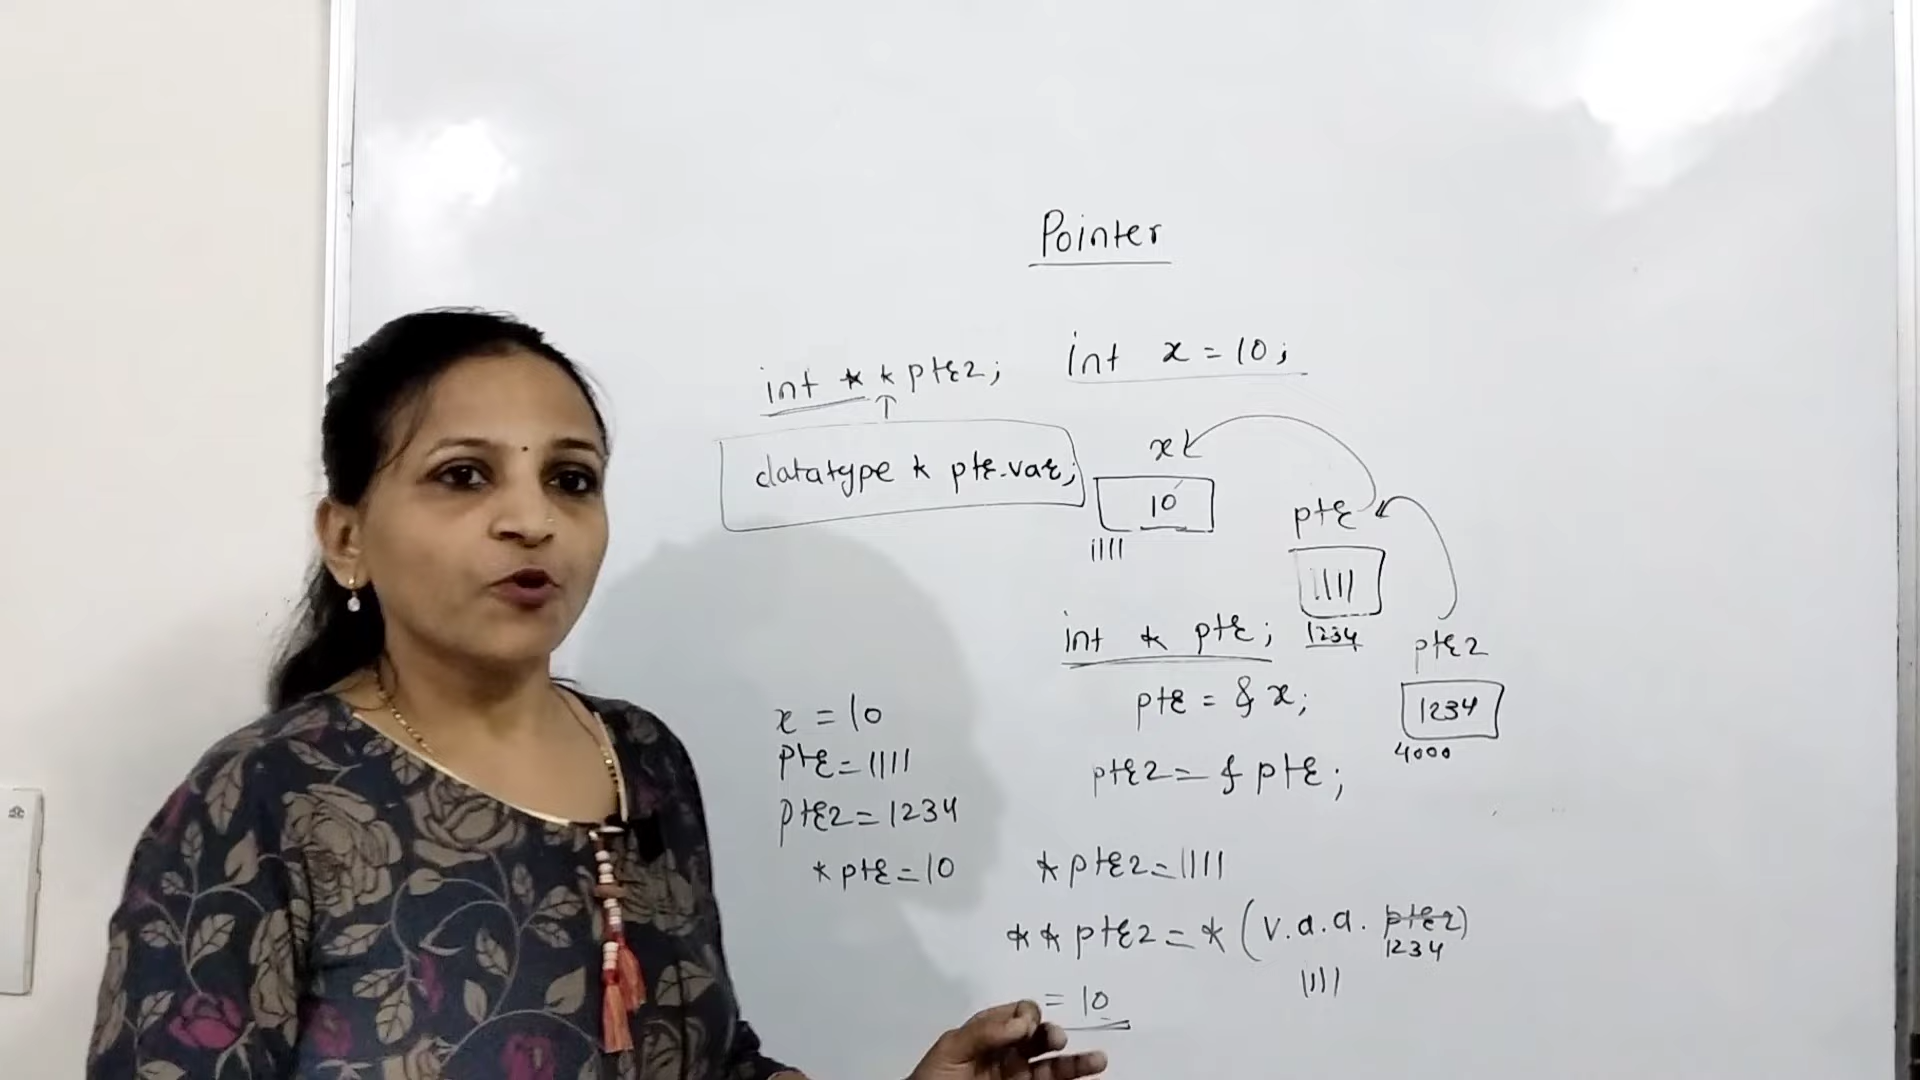 Pointer
int * * ptr2;
int x = 10;
↑
datatype * ptr-var;
x
10
1111
ptr
1111
1234
int * ptr;
ptr2
1234
4000
ptr = & x;
ptr2 = & ptr;
x = 10
ptr = 1111
ptr2 = 1234
* ptr = 10
* ptr2 = 1111
* * ptr2 = * (v.a.a. ptr2)
1234
1111
= 10